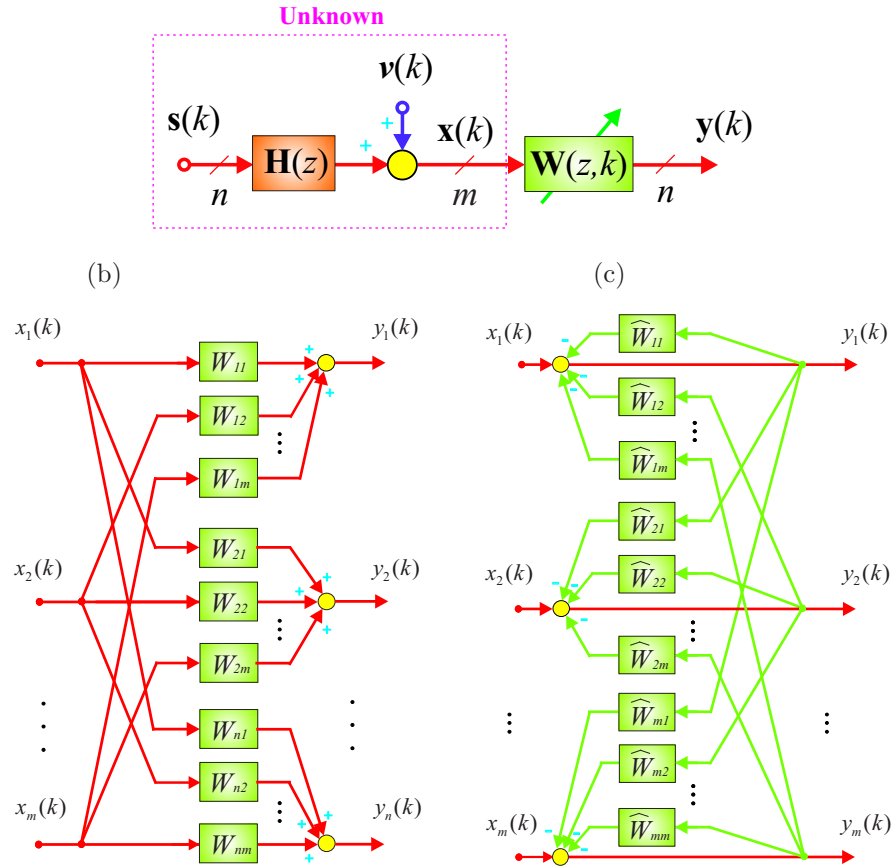 Unknown
v(k)
s(k) x(k) y(k)
+ +
H(z) W(z,k)
n m n
(b) (c)
x₁(k) W₁₁ + y₁(k)
+ +
W₁₂
⋮
W₁ₘ
W₂₁
x₂(k) + y₂(k)
W₂₂ +
⋮ +
W₂ₘ
⋮ ⋮
Wₙ₁
Wₙ₂
⋮ + +
xₘ(k) + yₙ(k)
Wₙₘ +
x₁(k) - Ŵ₁₁ y₁(k)
- -
Ŵ₁₂
⋮
Ŵ₁ₘ
Ŵ₂₁
x₂(k) - - y₂(k)
Ŵ₂₂
- ⋮
Ŵ₂ₘ
⋮ ⋮
Ŵₘ₁
Ŵₘ₂
⋮
xₘ(k) - - - Ŵₘₘ yₘ(k)